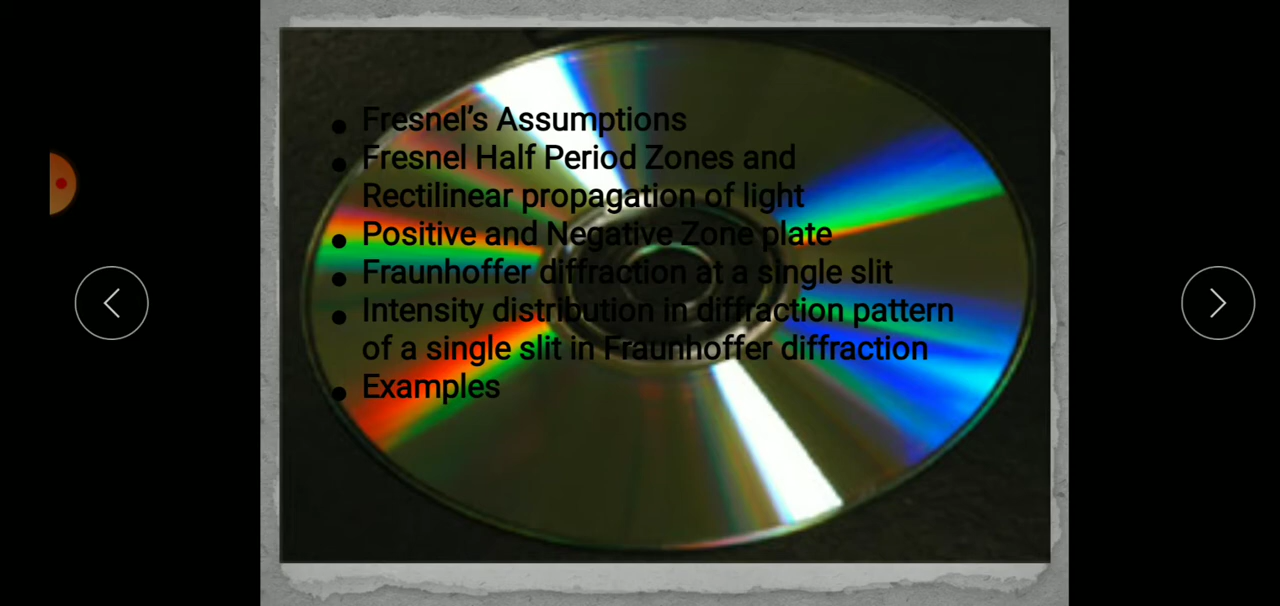 • Fresnel’s Assumptions
• Fresnel Half Period Zones and
Rectilinear propagation of light
• Positive and Negative Zone plate
• Fraunhoffer diffraction at a single slit
• Intensity distribution in diffraction pattern
of a single slit in Fraunhoffer diffraction
• Examples